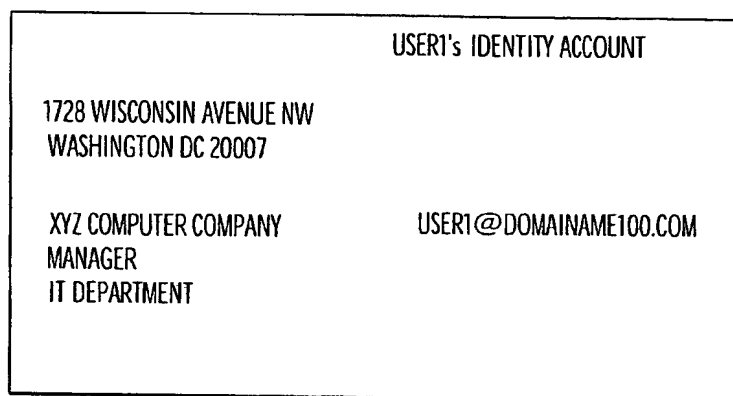 USER1's IDENTITY ACCOUNT
1728 WISCONSIN AVENUE NW
WASHINGTON DC 20007
XYZ COMPUTER COMPANY
USER1@DOMAINAME100.COM
MANAGER
IT DEPARTMENT